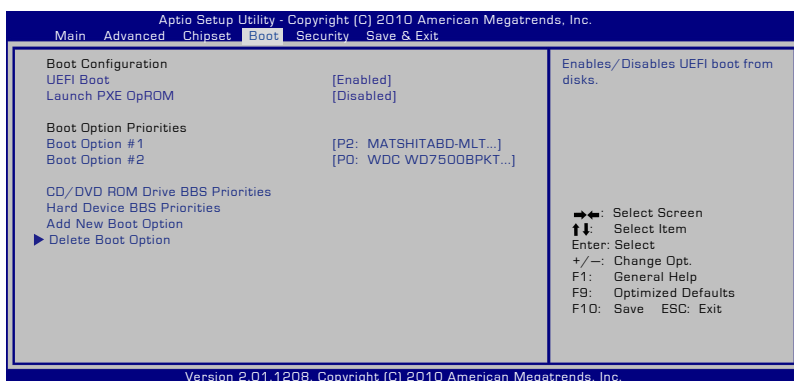 Aptio Setup Utility - Copyright (C) 2010 American Megatrends, Inc.
Main Advanced Chipset Boot Security Save & Exit
Boot Configuration
UEFI Boot [Enabled]
Launch PXE OpROM [Disabled]
Boot Option Priorities
Boot Option #1 [P2: MATSHITABD-MLT...]
Boot Option #2 [P0: WDC WD7500BPKT...]
CD/DVD ROM Drive BBS Priorities
Hard Device BBS Priorities
Add New Boot Option
Delete Boot Option
Enables/Disables UEFI boot from
disks.
→←: Select Screen
↑↓: Select Item
Enter: Select
+/—: Change Opt.
F1: General Help
F9: Optimized Defaults
F10: Save ESC: Exit
Version 2.01.1208. Copyright (C) 2010 American Megatrends, Inc.